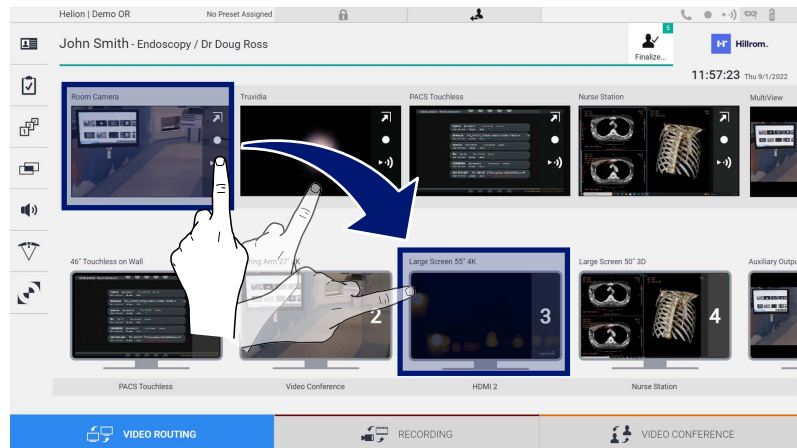 Helion | Demo OR
No Preset Assigned
John Smith - Endoscopy / Dr Doug Ross
5
Finalize...
Hillrom.
11:57:23 Thu 9/1/2022
Room Camera
Truvidia
PACS Touchless
Nurse Station
MultiView
46" Touchless on Wall
27" 4K
Large Screen 55" 4K
Large Screen 50" 3D
Auxiliary Outpu
2
3
4
PACS Touchless
Video Conference
HDMI 2
Nurse Station
VIDEO ROUTING
RECORDING
VIDEO CONFERENCE